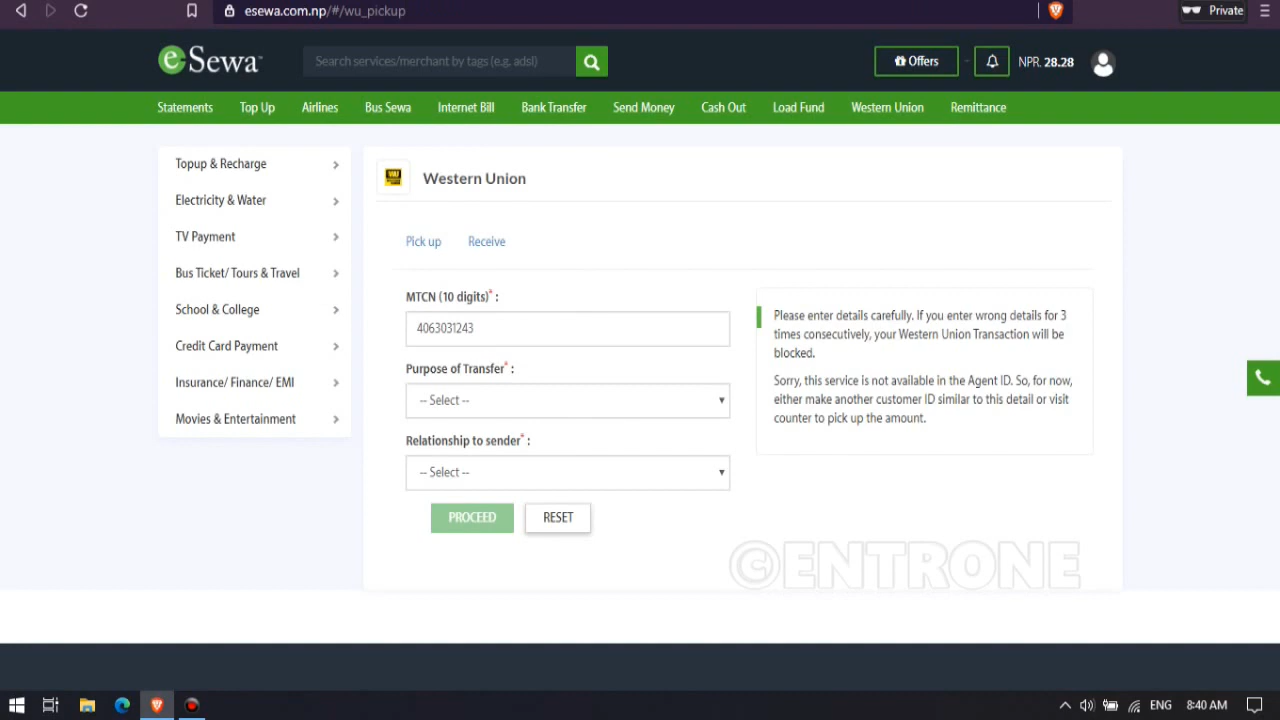 esewa.com.np/#/wu_pickup
Private
eSewa
Search services/merchant by tags (e.g. adsl)
Offers
NPR. 28.28
Statements Top Up Airlines Bus Sewa Internet Bill Bank Transfer Send Money Cash Out Load Fund Western Union Remittance
Topup & Recharge
Electricity & Water
TV Payment
Bus Ticket/ Tours & Travel
School & College
Credit Card Payment
Insurance/ Finance/ EMI
Movies & Entertainment
Western Union
Pick up Receive
MTCN (10 digits)* :
4063031243
Purpose of Transfer* :
-- Select --
Relationship to sender* :
-- Select --
PROCEED RESET
Please enter details carefully. If you enter wrong details for 3
times consecutively, your Western Union Transaction will be
blocked.
Sorry, this service is not available in the Agent ID. So, for now,
either make another customer ID similar to this detail or visit
counter to pick up the amount.
©ENTRONE
ENG 8:40 AM